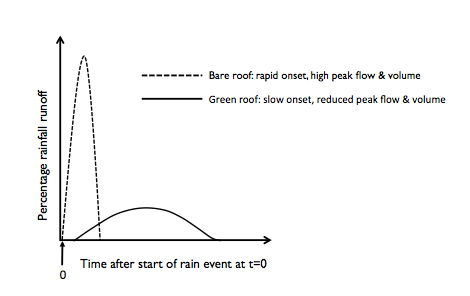 Bare roof: rapid onset, high peak flow & volume
Green roof: slow onset, reduced peak flow & volume
Percentage rainfall runoff
Time after start of rain event at t=0
0